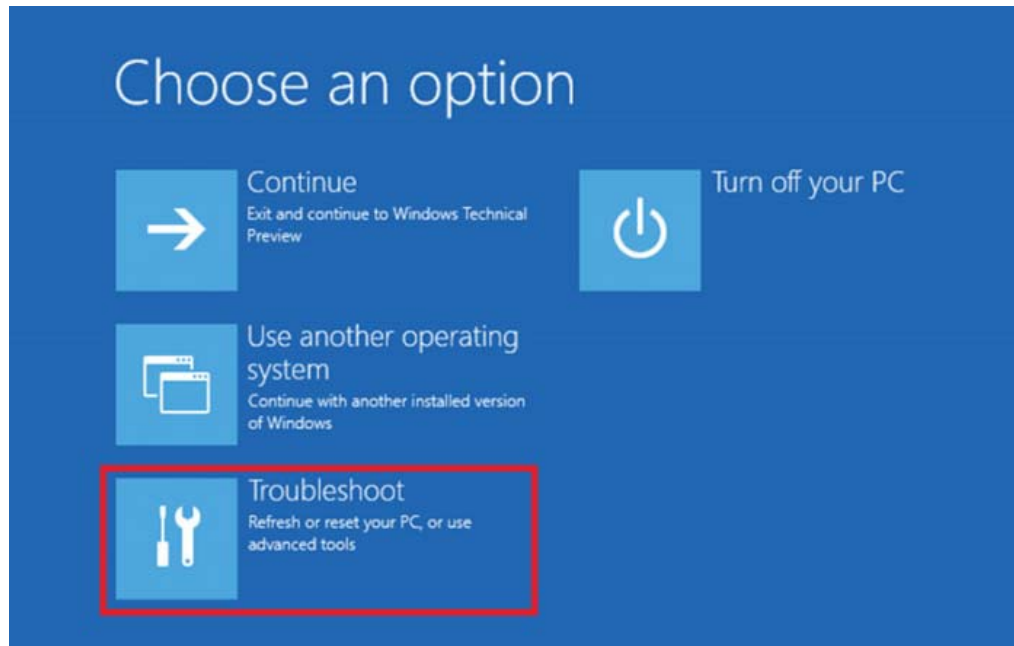 Choose an option
Continue
Exit and continue to Windows Technical
Preview
Turn off your PC
Use another operating
system
Continue with another installed version
of Windows
Troubleshoot
Refresh or reset your PC, or use
advanced tools